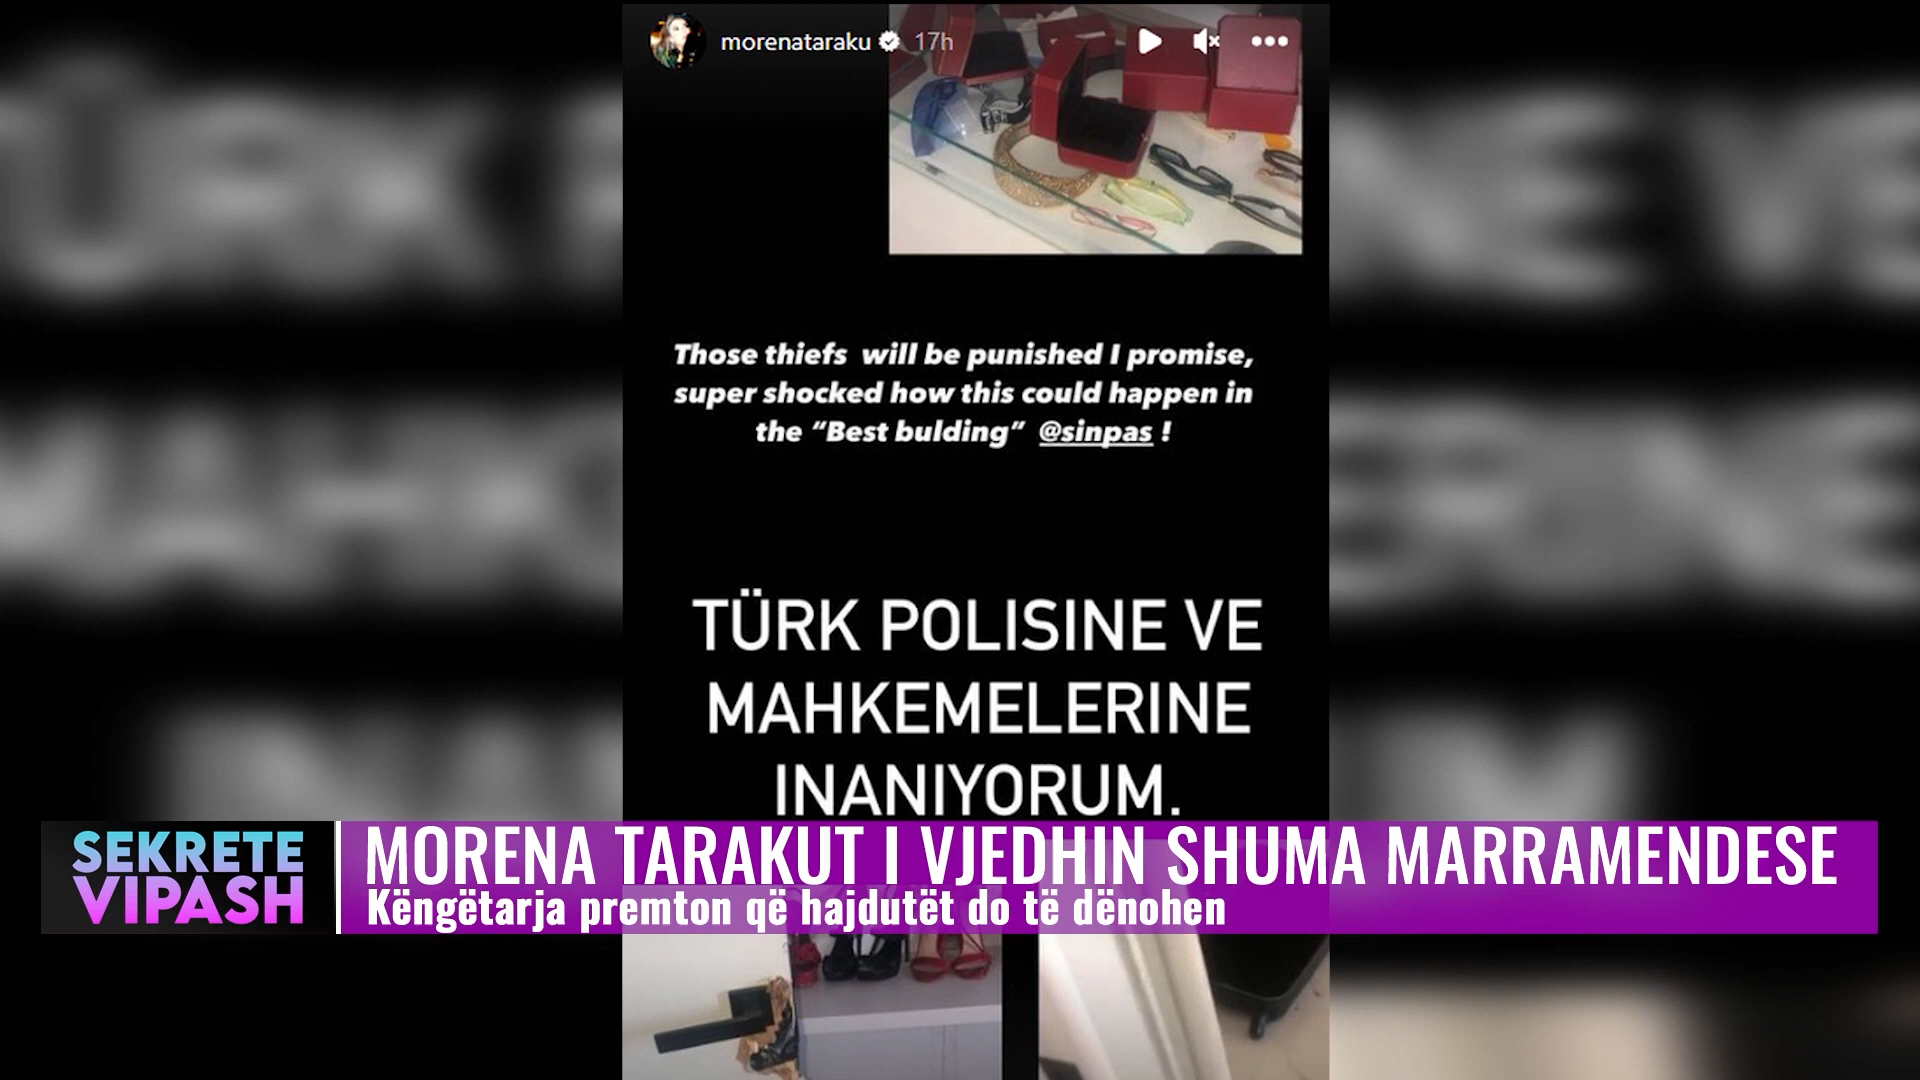 morenataraku 17h
Those thiefs will be punished I promise,
super shocked how this could happen in
the “Best bulding” @sinpas !
TÜRK POLISINE VE
MAHKEMELERINE
INANIYORUM.
SEKRETE
VIPASH
MORENA TARAKUT I VJEDHIN SHUMA MARRAMENDESE
Këngëtarja premton që hajdutët do të dënohen